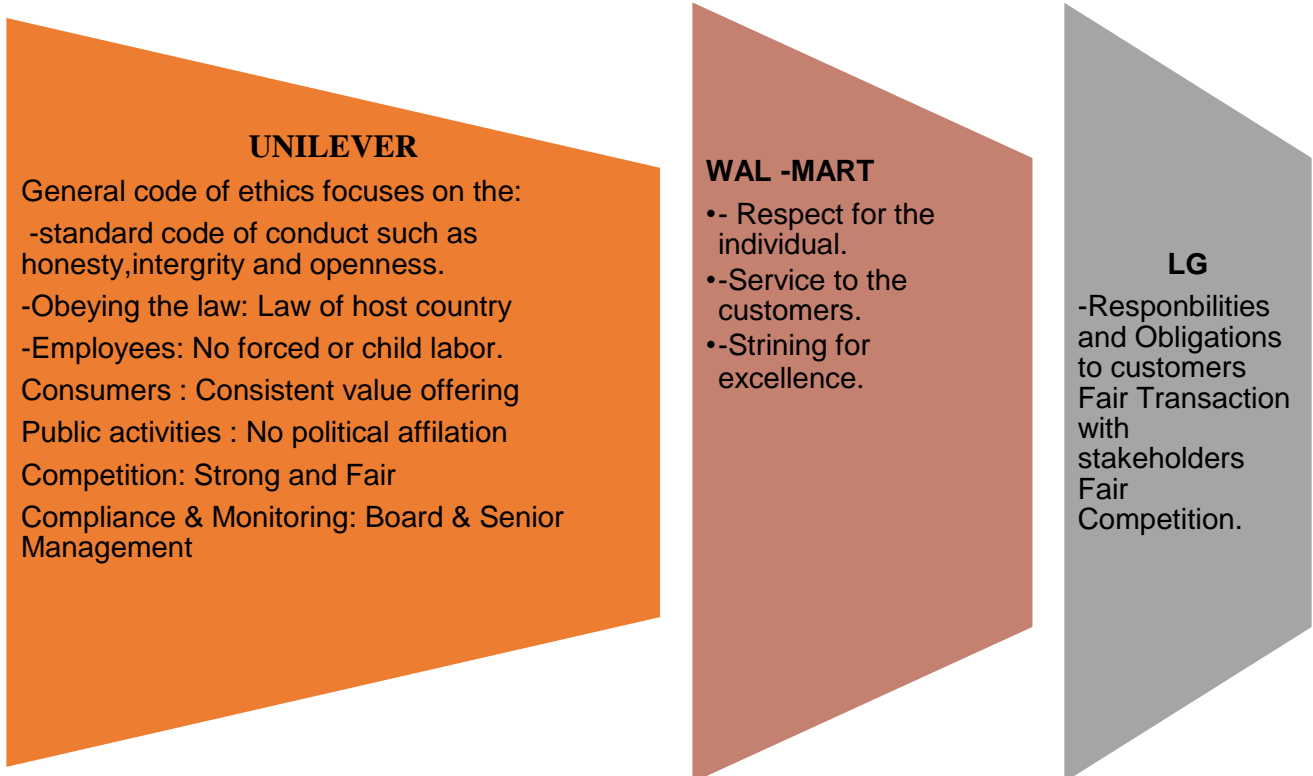 UNILEVER
General code of ethics focuses on the:
-standard code of conduct such as
honesty,intergrity and openness.
-Obeying the law: Law of host country
-Employees: No forced or child labor.
Consumers : Consistent value offering
Public activities : No political affilation
Competition: Strong and Fair
Compliance & Monitoring: Board & Senior
Management
WAL -MART
•- Respect for the
individual.
•-Service to the
customers.
•-Strining for
excellence.
LG
-Responbilities
and Obligations
to customers
Fair Transaction
with
stakeholders
Fair
Competition.